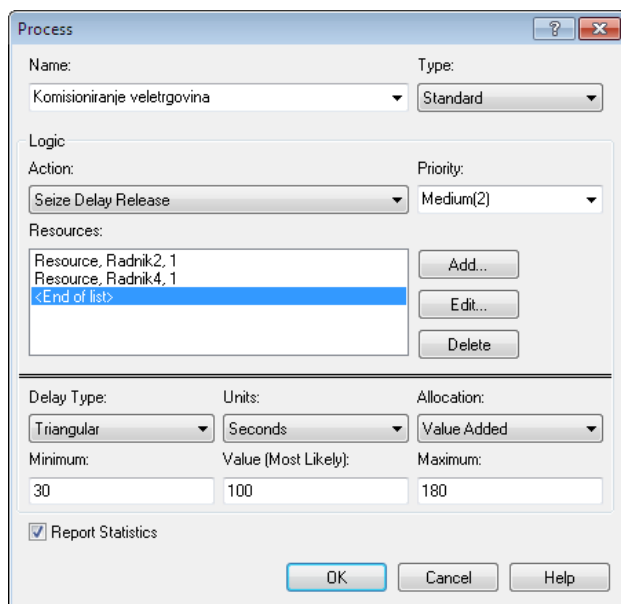 Process
Name: Type:
Komisioniranje veletrgovina Standard
Logic
Action: Priority:
Seize Delay Release Medium(2)
Resources:
Resource, Radnik2, 1
Resource, Radnik4, 1
<End of list>
Add...
Edit...
Delete
Delay Type: Units: Allocation:
Triangular Seconds Value Added
Minimum: Value (Most Likely): Maximum:
30 100 180
Report Statistics
OK Cancel Help